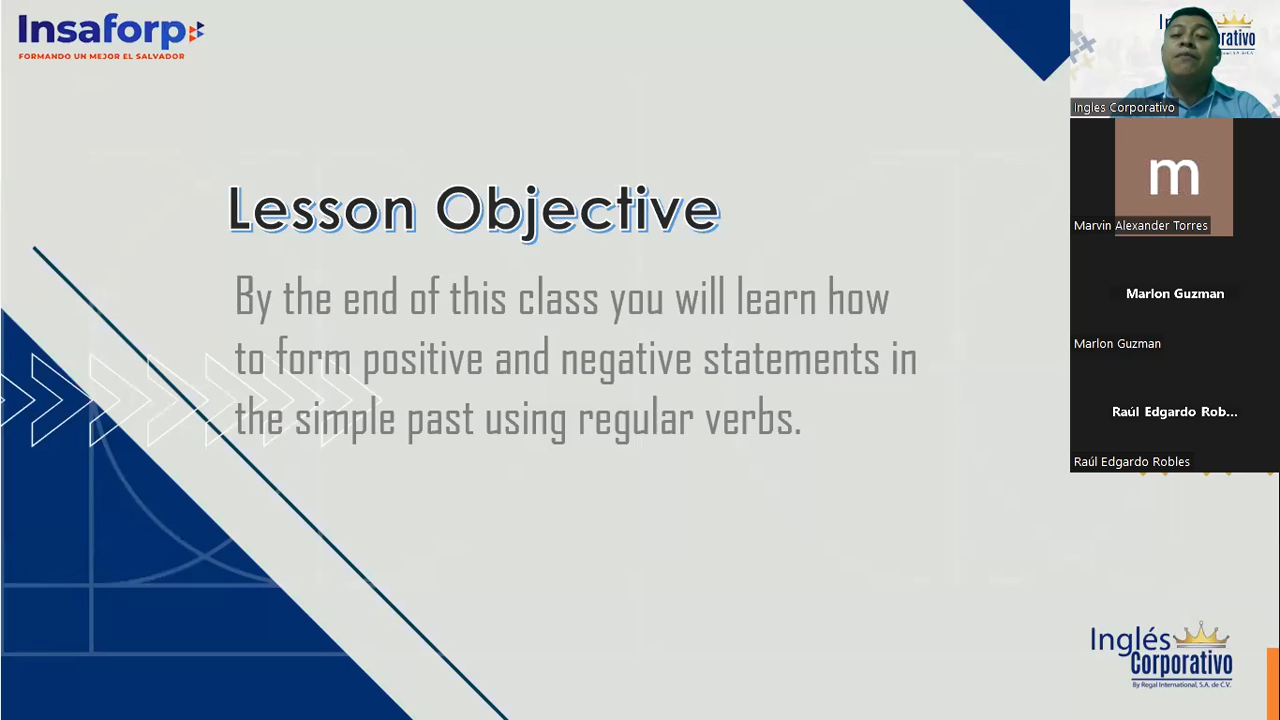 Insaforp
FORMANDO UN MEJOR EL SALVADOR
Lesson Objective
By the end of this class you will learn how
to form positive and negative statements in
the simple past using regular verbs.
Ingles Corporativo
m
Marvin Alexander Torres
Marlon Guzman
Marlon Guzman
Raúl Edgardo Rob...
Raúl Edgardo Robles
Inglés
Corporativo
By Regal International, S.A. de C.V.